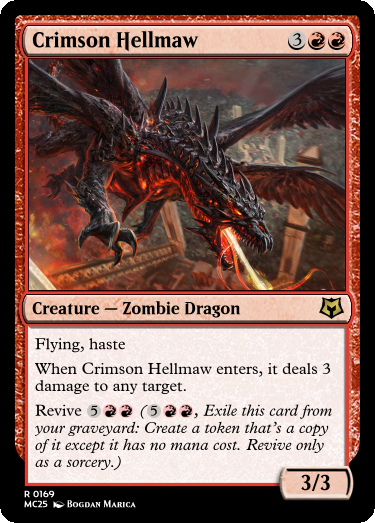 Crimson Hellmaw 3
Creature — Zombie Dragon
Flying, haste
When Crimson Hellmaw enters, it deals 3
damage to any target.
Revive 5 (5, Exile this card from
your graveyard: Create a token that's a copy
of it except it has no mana cost. Revive only
as sorcery.)
3/3
R 0169
MC25 Bogdan Marica